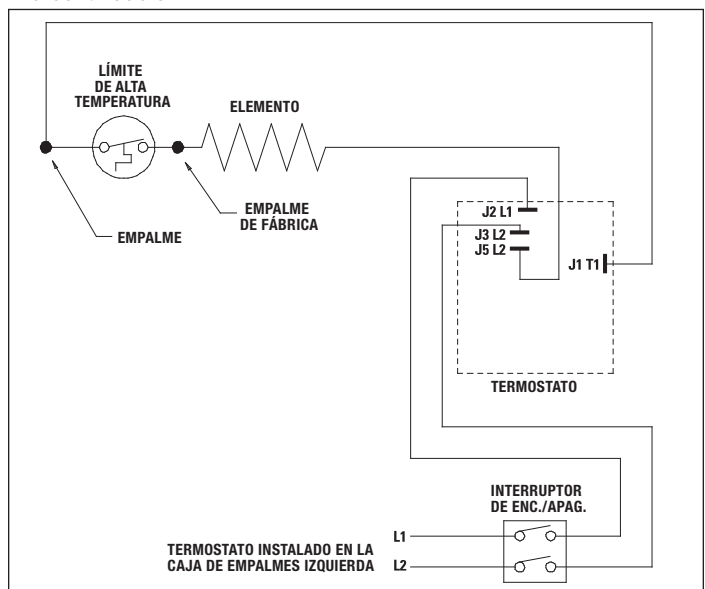 LÍMITE
DE ALTA
TEMPERATURA
ELEMENTO
EMPALME
DE FÁBRICA
EMPALME
J2 L1
J3 L2
J5 L2
J1 T1
TERMOSTATO
INTERRUPTOR
DE ENC./APAG.
L1
TERMOSTATO INSTALADO EN LA
CAJA DE EMPALMES IZQUIERDA
L2